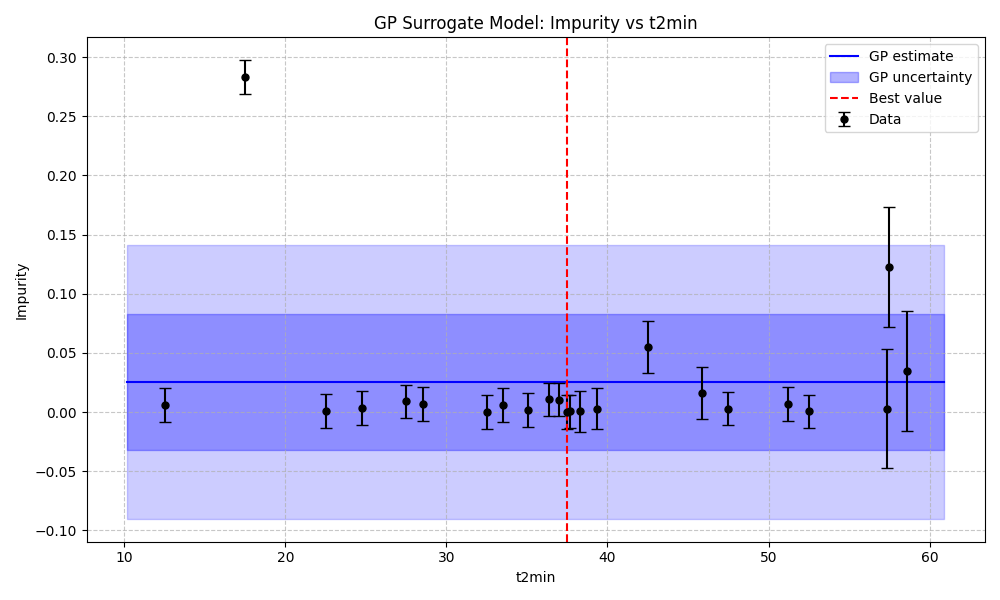 GP Surrogate Model: Impurity vs t2min
GP estimate
GP uncertainty
Best value
Data
Impurity
0.30
0.25
0.20
0.15
0.10
0.05
0.00
−0.05
−0.10
10 20 30 40 50 60
t2min